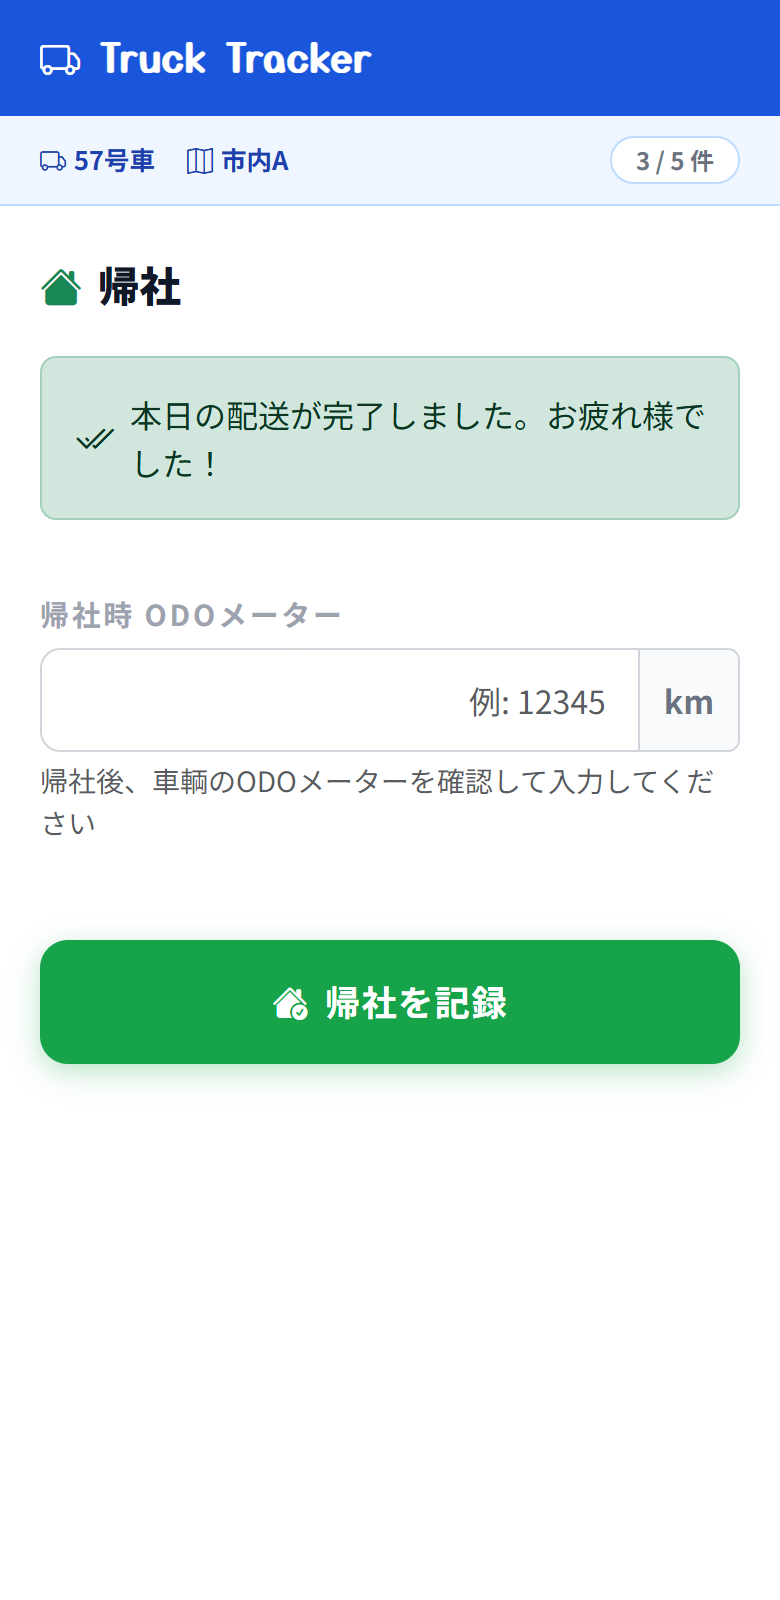 Truck Tracker
57号車 市内A 3 / 5 件
帰社
本日の配送が完了しました。お疲れ様で
した！
帰社時 ODOメーター
例: 12345 km
帰社後、車輌のODOメーターを確認して入力してくだ
さい
帰社を記録